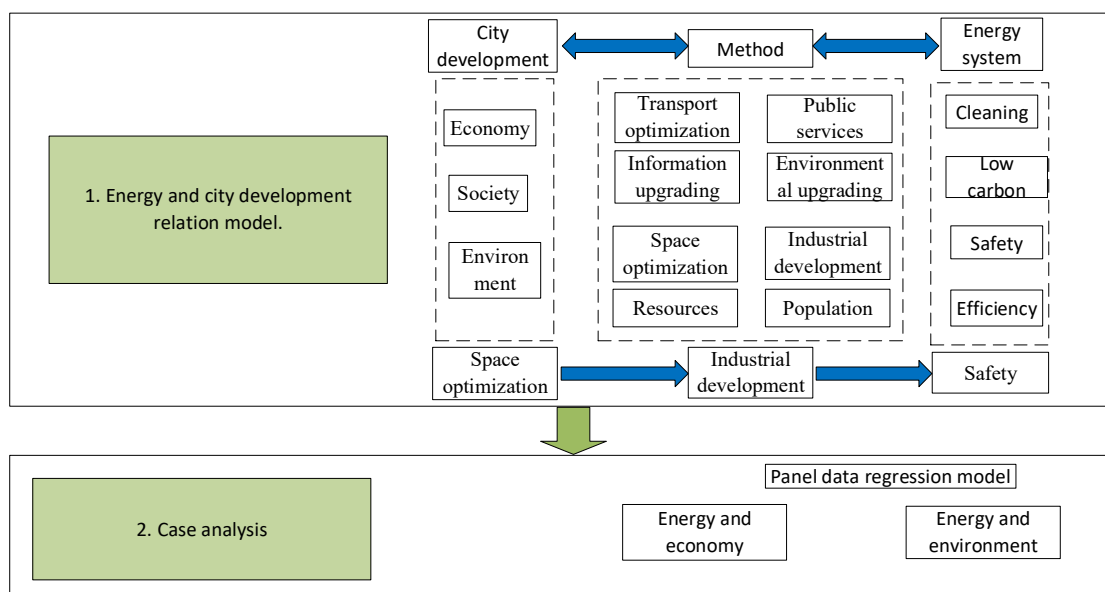 City
development
Method
Energy
system
1. Energy and city development
relation model.
Economy
Society
Environ
ment
Transport
optimization
Public
services
Information
upgrading
Environment
al upgrading
Space
optimization
Industrial
development
Resources
Population
Cleaning
Low
carbon
Safety
Efficiency
Space
optimization
Industrial
development
Safety
2. Case analysis
Panel data regression model
Energy and
economy
Energy and
environment